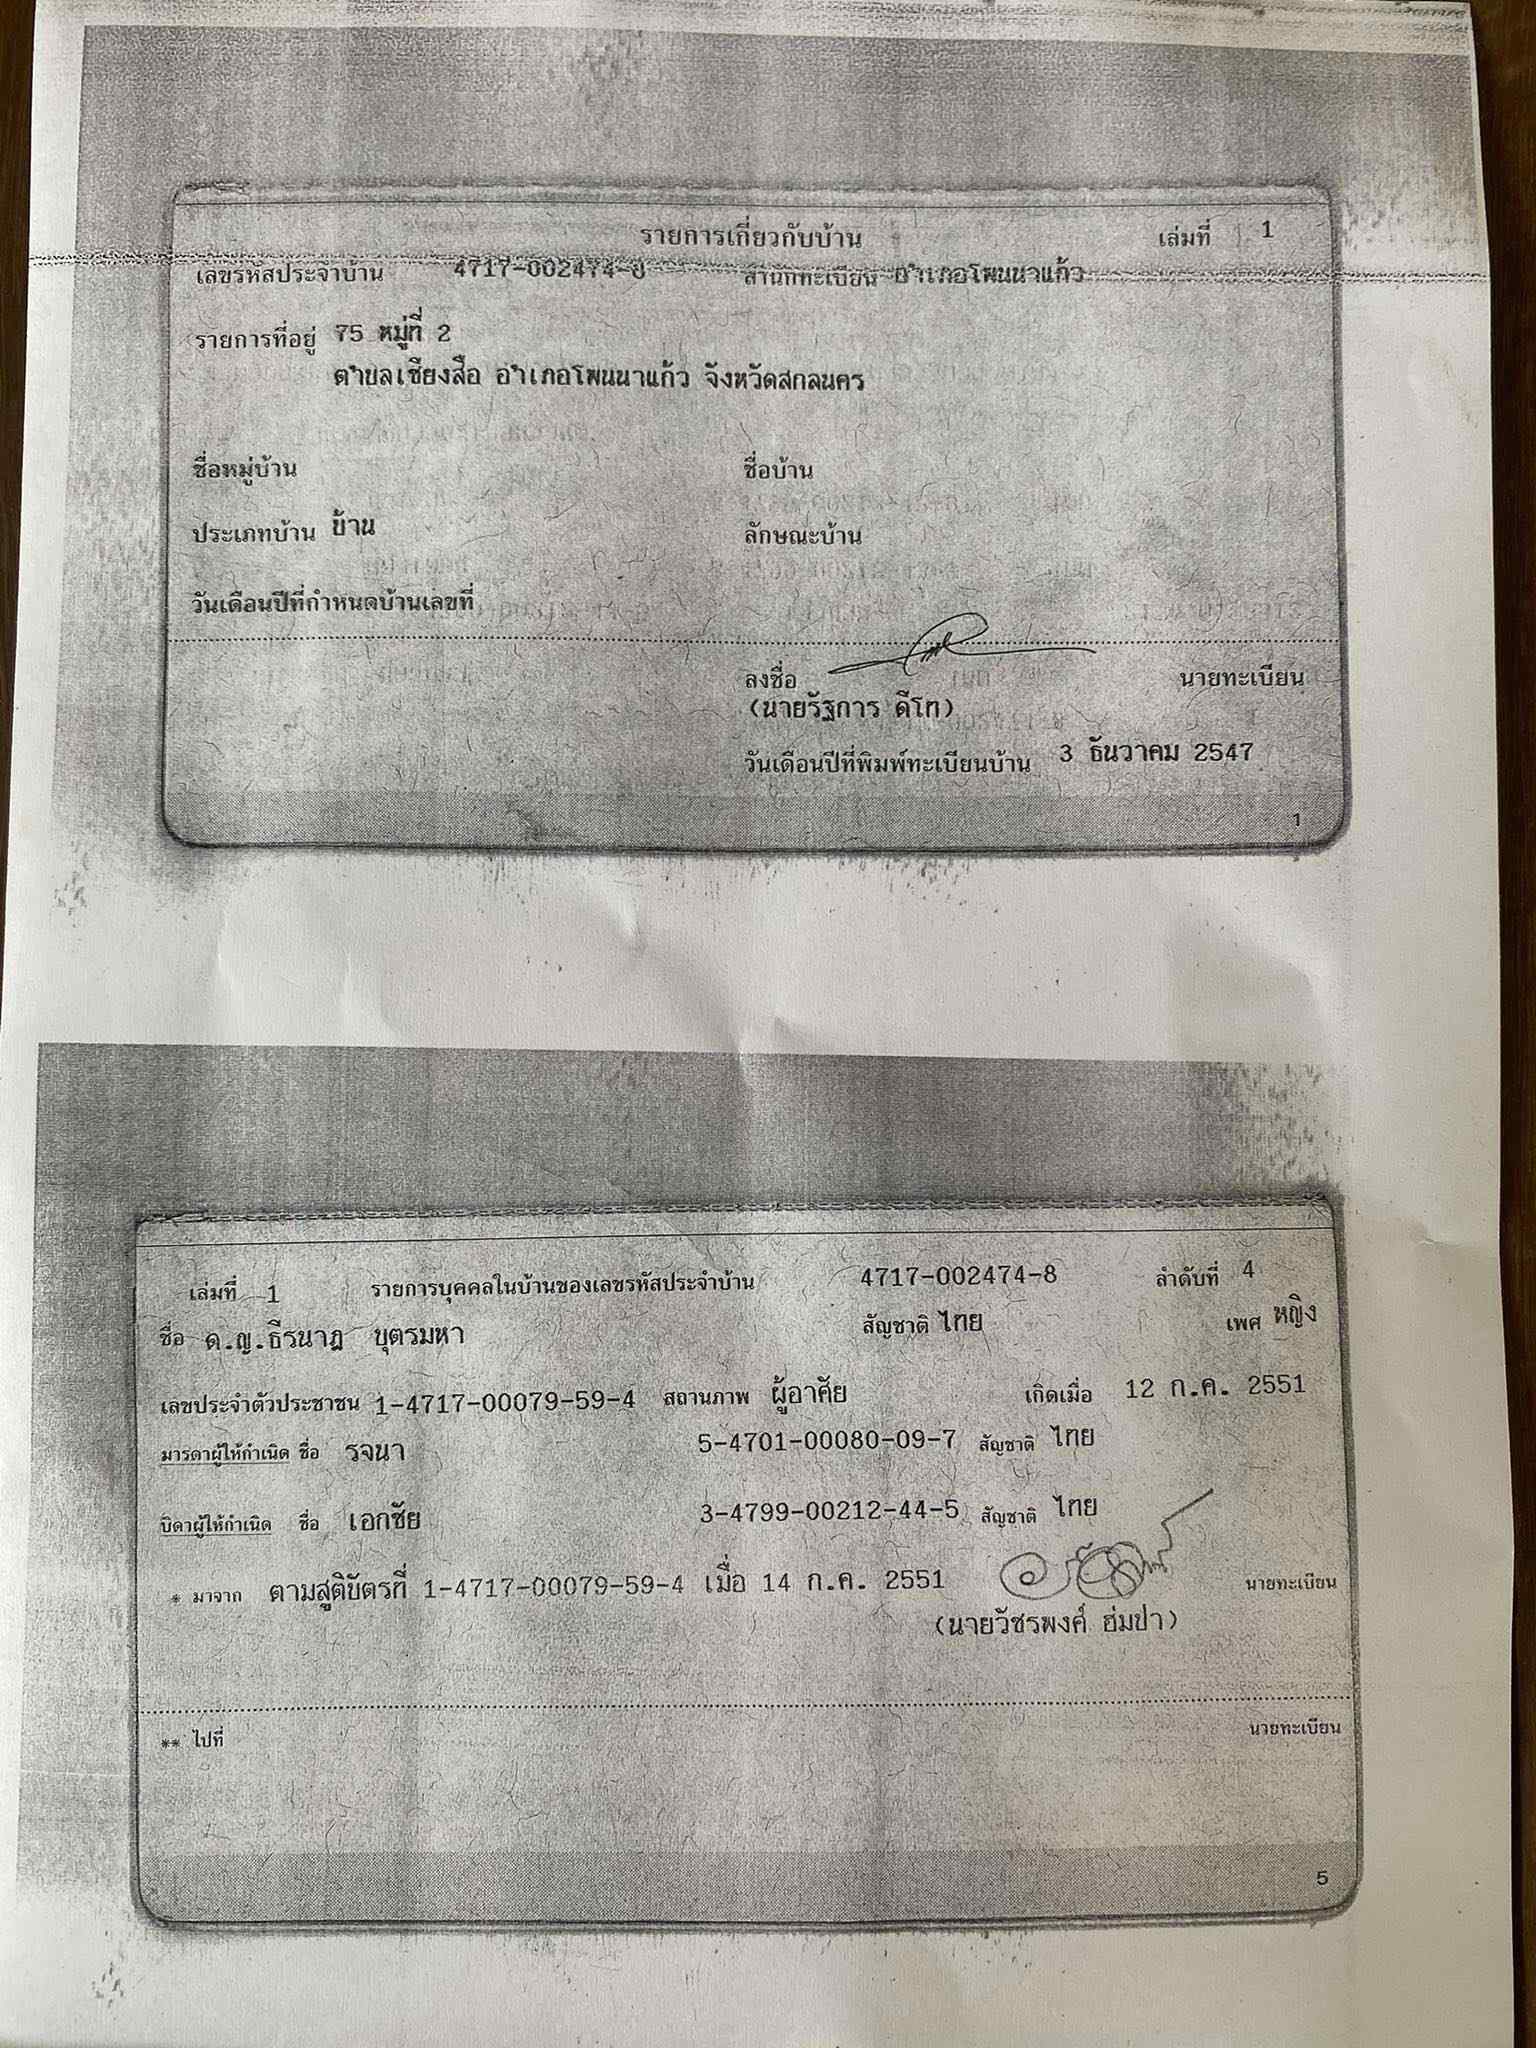 รายการเกี่ยวกับบ้าน เล่มที่ 1
เลขรหัสประจำบ้าน 4717-002474-8 สำนักทะเบียน อำเภอโพนนาแก้ว
รายการที่อยู่ 75 หมู่ที่ 2
ตำบลเชียงสือ อำเภอโพนนาแก้ว จังหวัดสกลนคร
ชื่อหมู่บ้าน ชื่อบ้าน
ประเภทบ้าน บ้าน ลักษณะบ้าน
วันเดือนปีที่กำหนดบ้านเลขที่
ลงชื่อ นายทะเบียน
(นายรัฐการ ดีโท)
วันเดือนปีที่พิมพ์ทะเบียนบ้าน 3 ธันวาคม 2547
1
เล่มที่ 1 รายการบุคคลในบ้านของเลขรหัสประจำบ้าน 4717-002474-8 ลำดับที่ 4
ชื่อ ด.ญ.ธีรนาฎ บุตรมหา สัญชาติ ไทย เพศ หญิง
เลขประจำตัวประชาชน 1-4717-00079-59-4 สถานภาพ ผู้อาศัย เกิดเมื่อ 12 ก.ค. 2551
มารดาผู้ให้กำเนิด ชื่อ รจนา 5-4701-00080-09-7 สัญชาติ ไทย
บิดาผู้ให้กำเนิด ชื่อ เอกชัย 3-4799-00212-44-5 สัญชาติ ไทย
* มาจาก ตามสูติบัตรที่ 1-4717-00079-59-4 เมื่อ 14 ก.ค. 2551 นายทะเบียน
(นายวัชรพงศ์ ฮ่มป่า)
** ไปที่ นายทะเบียน
5